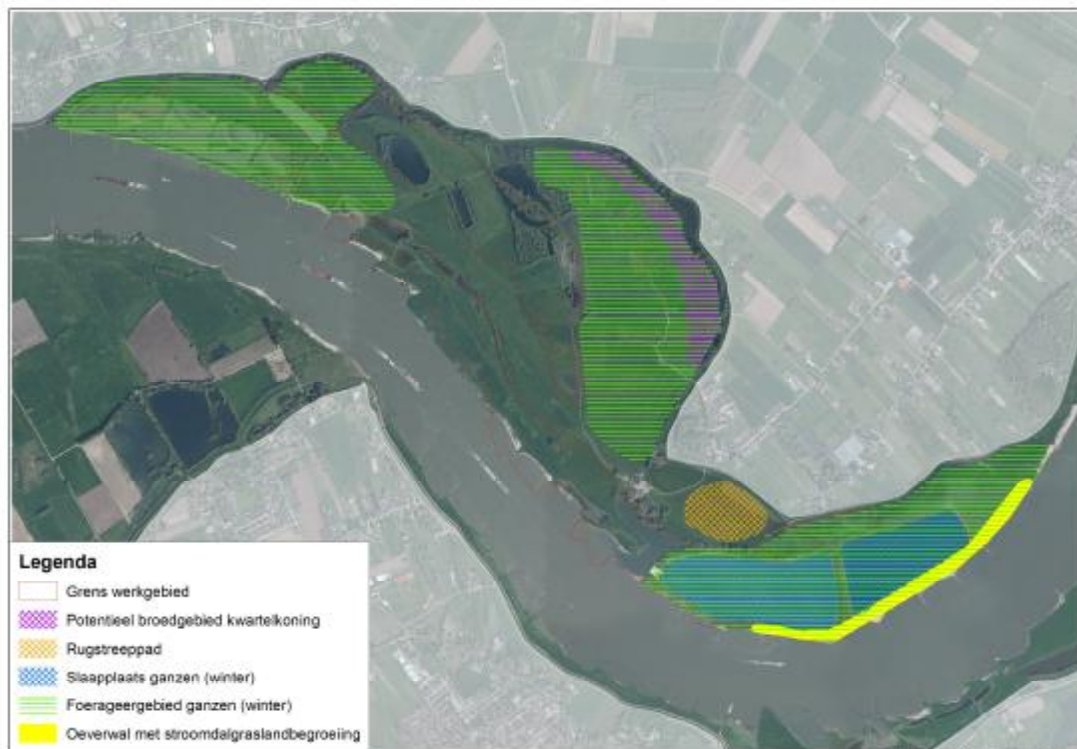 Legenda
Grens werkgebied
Potentieel broedgebied kwartelkoning
Rugstreeppad
Slaapplaats ganzen (winter)
Foerageergebied ganzen (winter)
Oeverwal met stroomdalgraslandbegroeiing